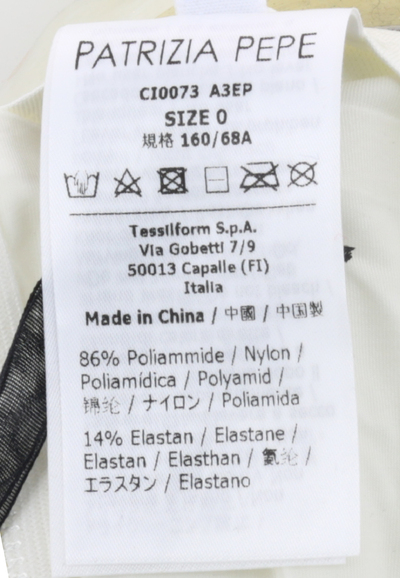 PATRIZIA PEPE
CI0073 A3EP
SIZE 0
規格 160/68A
Tessilform S.p.A.
Via Gobetti 7/9
50013 Capalle (FI)
Italia
Made in China / 中國 / 中国製
86% Poliammide / Nylon /
Poliamídica / Polyamid /
锦纶 / ナイロン / Poliamida
14% Elastan / Elastane /
Elastan / Elasthan / 氨纶 /
エラスタン / Elastano